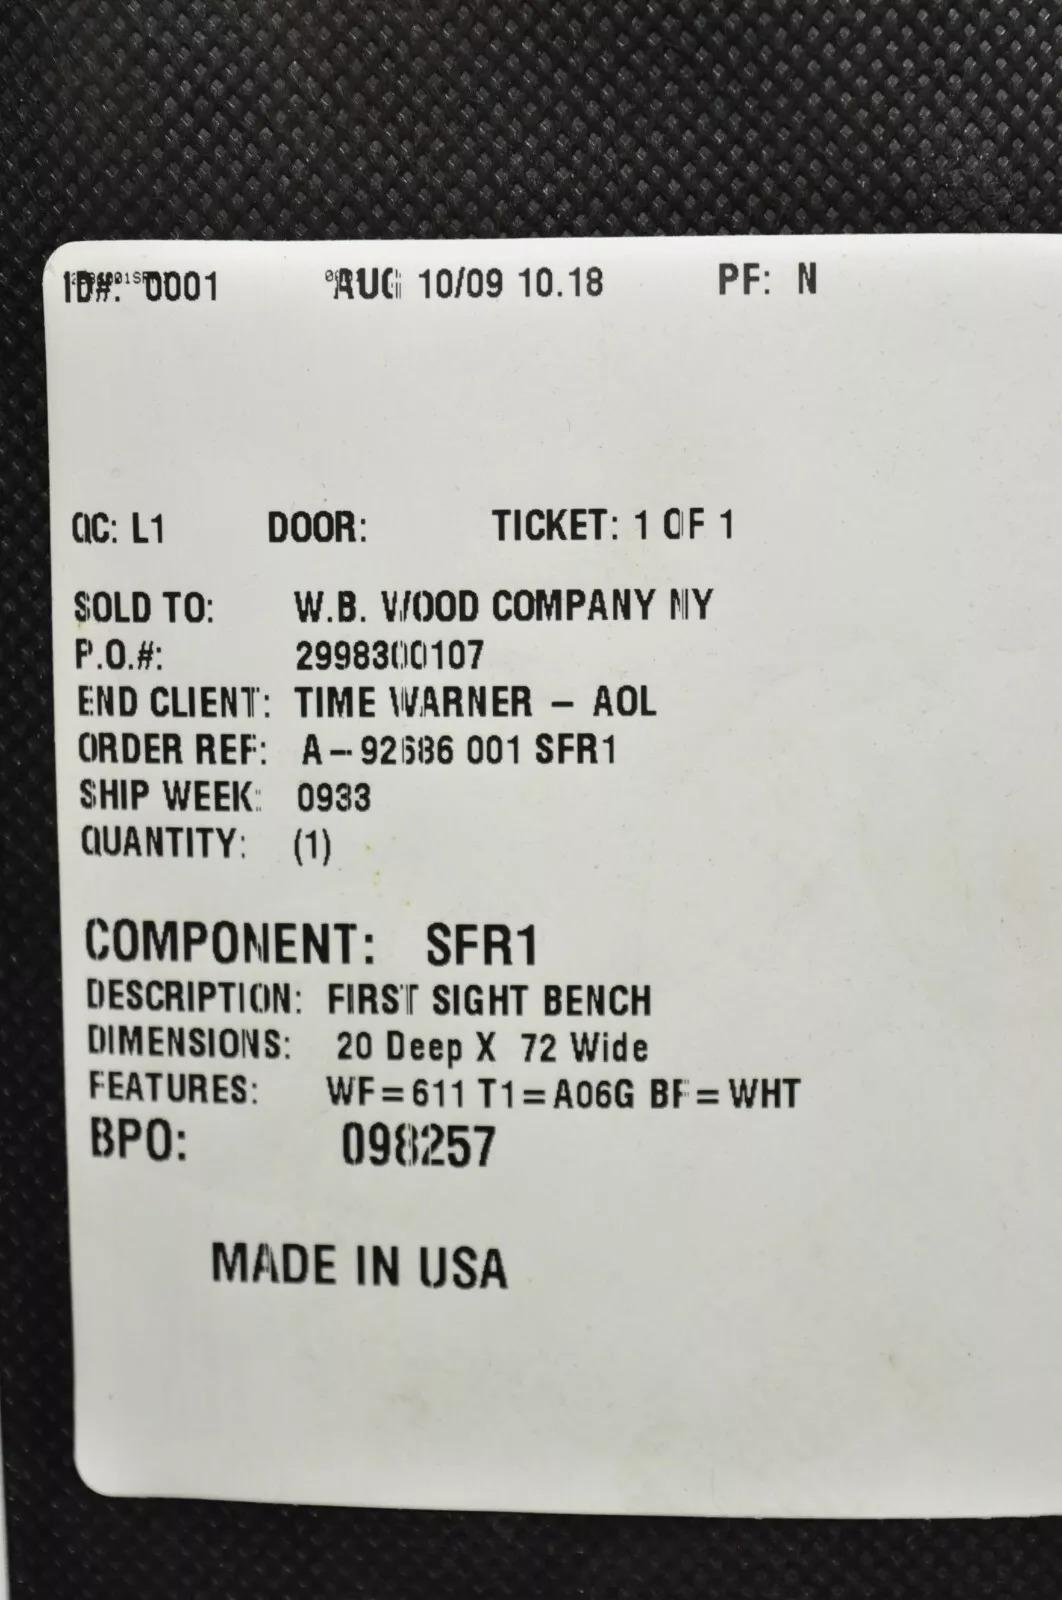 ID#: 0001 AUG 10/09 10.18 PF: N
QC: L1 DOOR: TICKET: 1 OF 1
SOLD TO: W.B. WOOD COMPANY NY
P.O.#: 2998300107
END CLIENT: TIME WARNER – AOL
ORDER REF: A–92686 001 SFR1
SHIP WEEK: 0933
QUANTITY: (1)
COMPONENT: SFR1
DESCRIPTION: FIRST SIGHT BENCH
DIMENSIONS: 20 Deep X 72 Wide
FEATURES: WF=611 T1=A06G BF=WHT
BPO: 098257
MADE IN USA